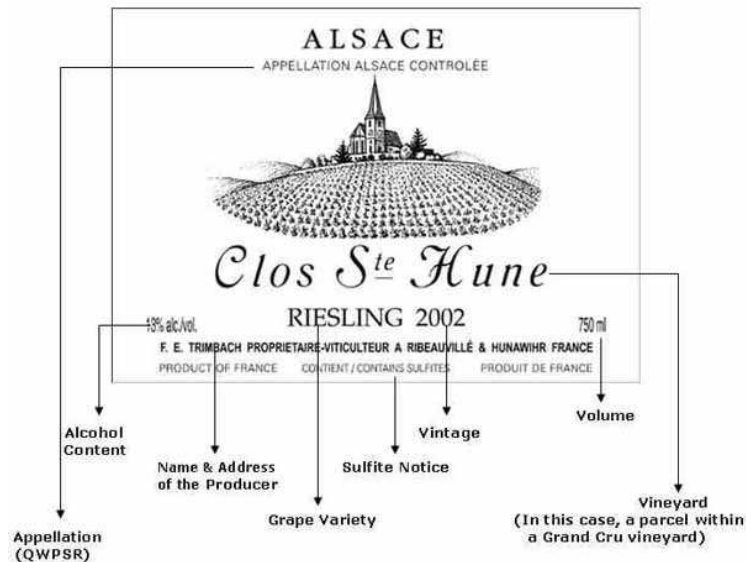 ALSACE
APPELLATION ALSACE CONTROLÉE
Clos Ste Hune
13% alc./vol.
RIESLING 2002
750 ml
F. E. TRIMBACH PROPRIETAIRE-VITICULTEUR A RIBEAUVILLÉ & HUNAWIHR FRANCE
PRODUCT OF FRANCE
CONTIENT / CONTAINS SULFITES
PRODUIT DE FRANCE
Alcohol
Content
Name & Address
of the Producer
Grape Variety
Sulfite Notice
Vintage
Volume
Appellation
(QWPSR)
Vineyard
(In this case, a parcel within
a Grand Cru vineyard)